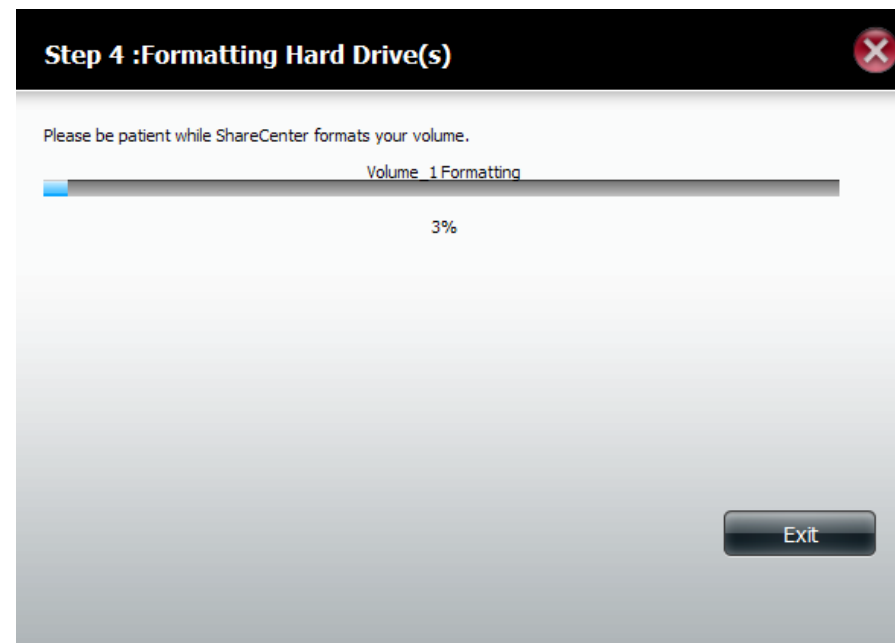 Step 4 :Formatting Hard Drive(s)
Please be patient while ShareCenter formats your volume.
Volume_1 Formatting
3%
Exit